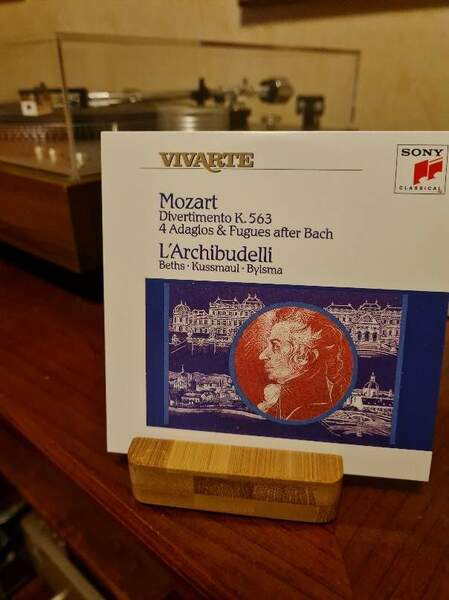 VIVARTE
SONY
CLASSICAL
Mozart
Divertimento K. 563
4 Adagios & Fugues after Bach
L'Archibudelli
Beths · Kussmaul · Bylsma